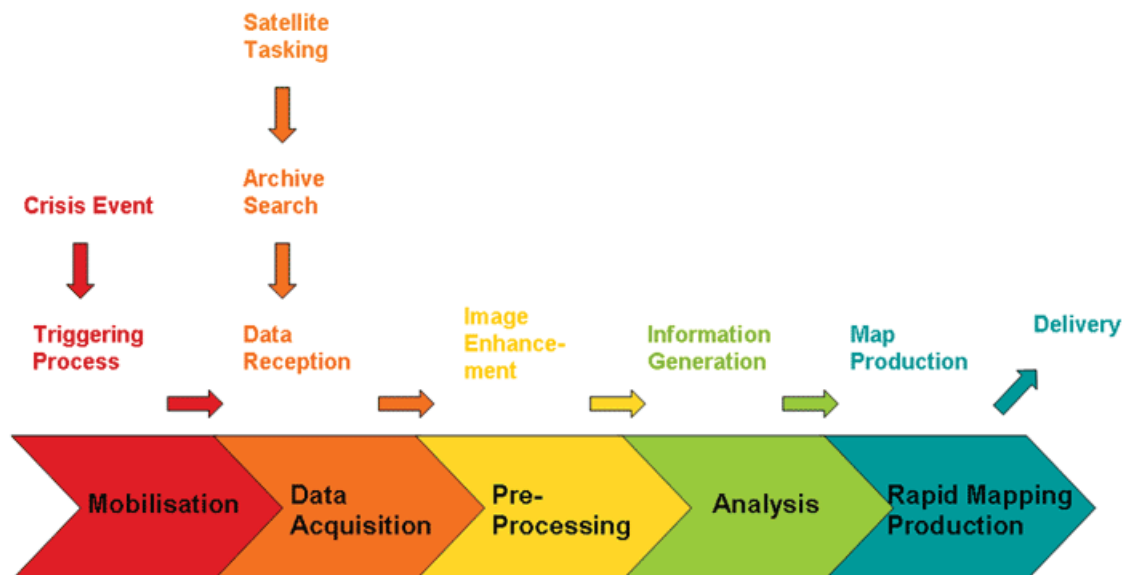 Satellite
Tasking
Archive
Search
Crisis Event
Triggering
Process
Data
Reception
Image
Enhance-
ment
Information
Generation
Map
Production
Delivery
Mobilisation
Data
Acquisition
Pre-
Processing
Analysis
Rapid Mapping
Production